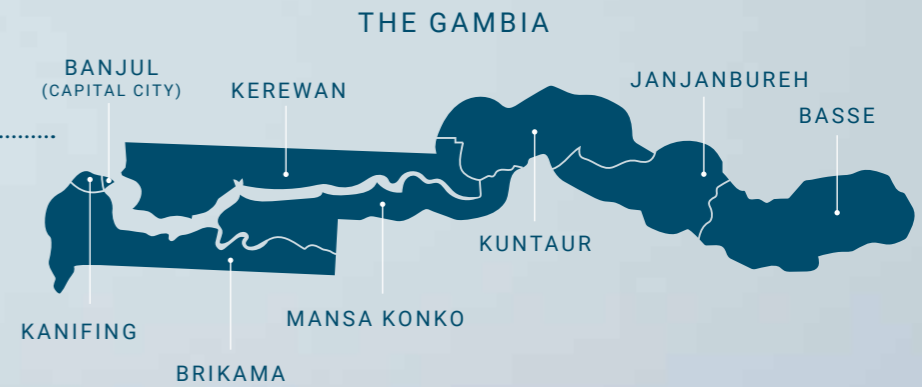 THE GAMBIA
BANJUL
(CAPITAL CITY)
KEREWAN
JANJANBUREH
BASSE
KUNTAUR
KANIFING
MANSA KONKO
BRIKAMA